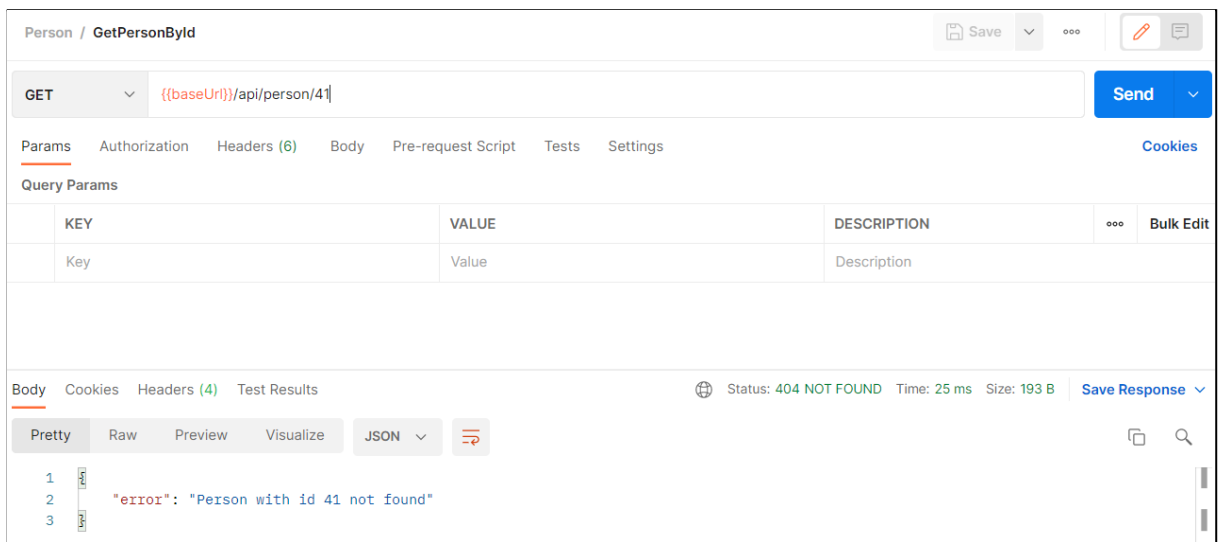 Person / GetPersonById Save ooo
GET {{baseUrl}}/api/person/41 Send
Params Authorization Headers (6) Body Pre-request Script Tests Settings Cookies
Query Params
KEY VALUE DESCRIPTION ooo Bulk Edit
Key Value Description
Body Cookies Headers (4) Test Results Status: 404 NOT FOUND Time: 25 ms Size: 193 B Save Response
Pretty Raw Preview Visualize JSON
1 {
2 "error": "Person with id 41 not found"
3 }